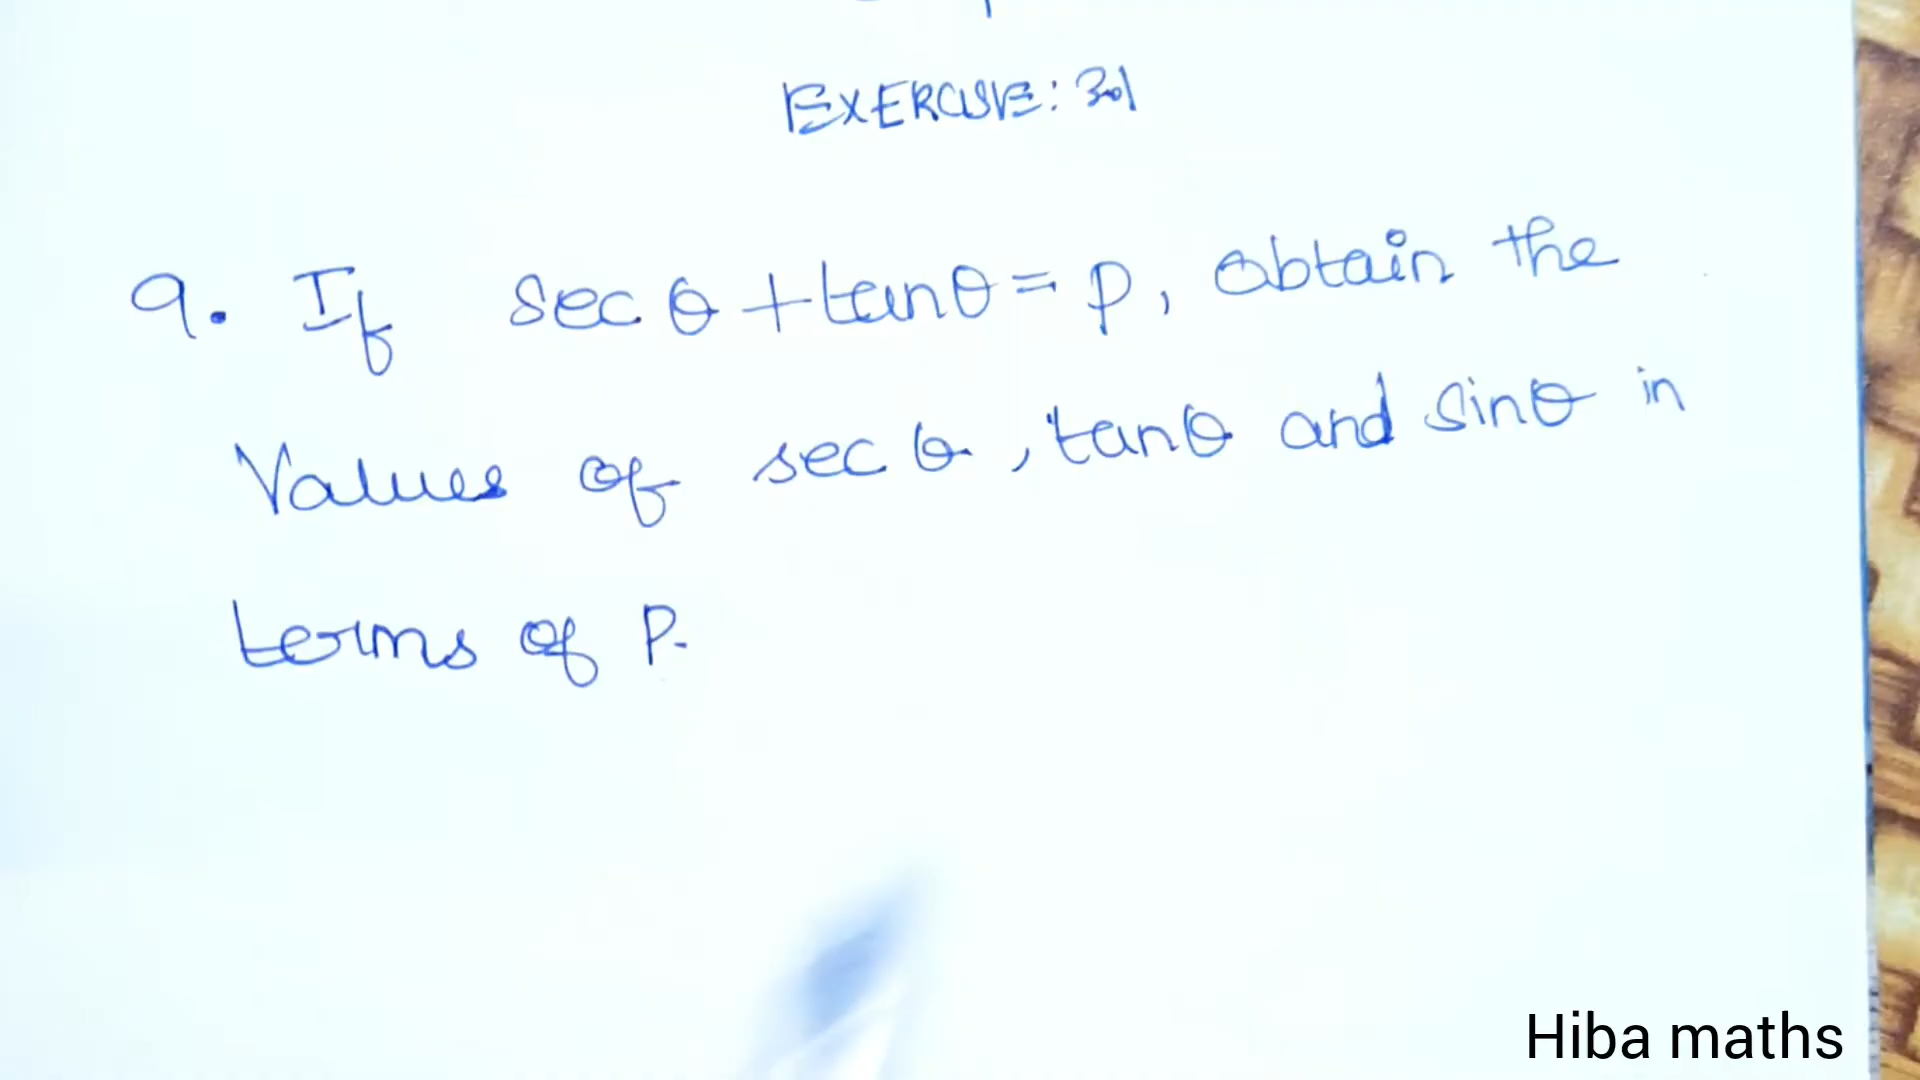 EXERCISE: 3.1
9. If sec θ + tan θ = p, obtain the
Values of sec θ, tan θ and sin θ in
terms of P.
Hiba maths